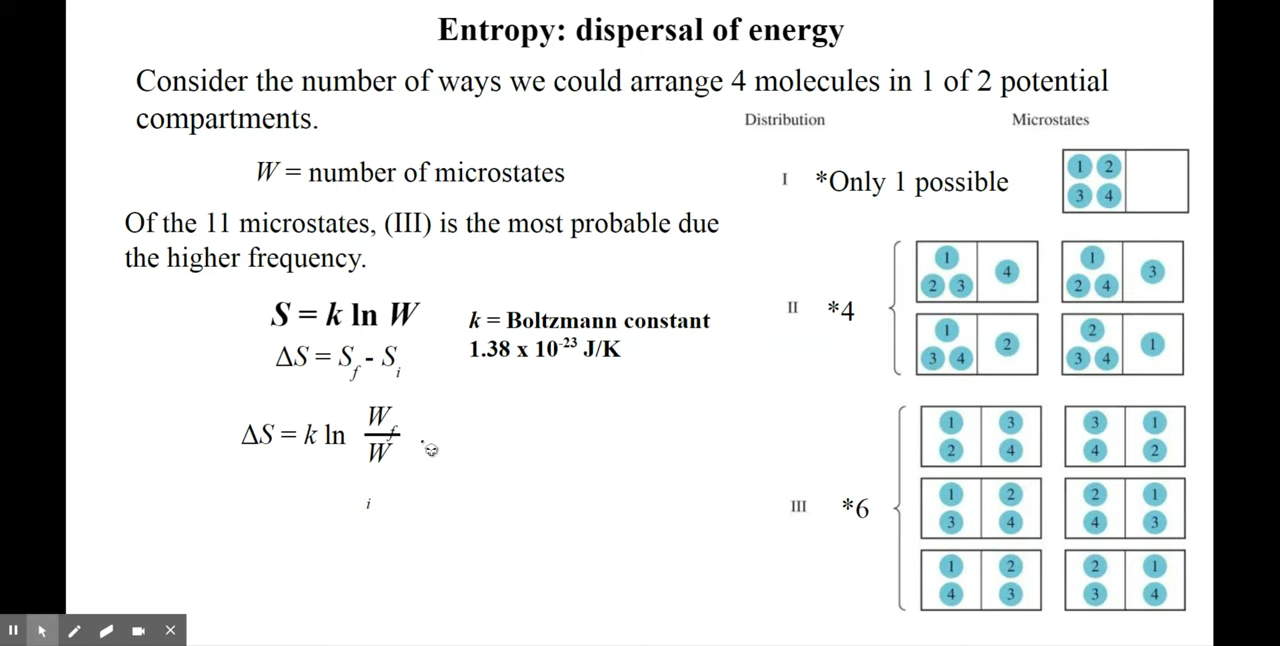 Entropy: dispersal of energy
Consider the number of ways we could arrange 4 molecules in 1 of 2 potential
compartments.
Distribution Microstates
W = number of microstates
I *Only 1 possible
1 2
3 4
Of the 11 microstates, (III) is the most probable due
the higher frequency.
S = k ln W
k = Boltzmann constant
1.38 x 10⁻²³ J/K
ΔS = S_f - S_i
ΔS = k ln W_f / W_i
II *4
1 4 1 3
2 3 2 4
1 2 2 1
3 4 3 4
III *6
1 3 3 1
2 4 4 2
1 2 2 1
3 4 4 3
1 2 2 1
4 3 3 4